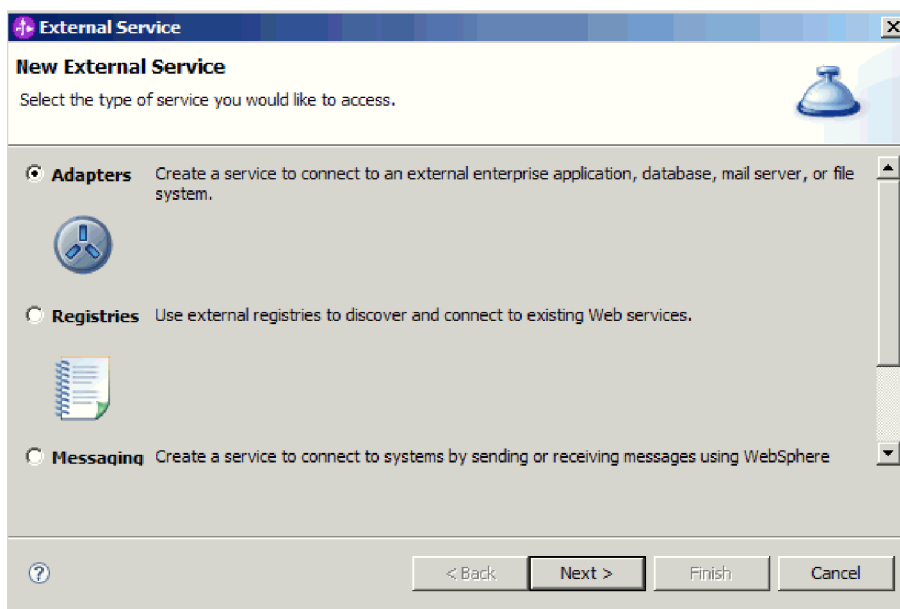 External Service
New External Service
Select the type of service you would like to access.
Adapters Create a service to connect to an external enterprise application, database, mail server, or file
system.
Registries Use external registries to discover and connect to existing Web services.
Messaging Create a service to connect to systems by sending or receiving messages using WebSphere
? < Back Next > Finish Cancel